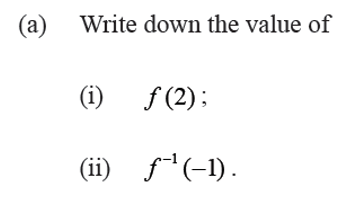 (a) Write down the value of
(i) f(2);
(ii) f⁻¹(−1).